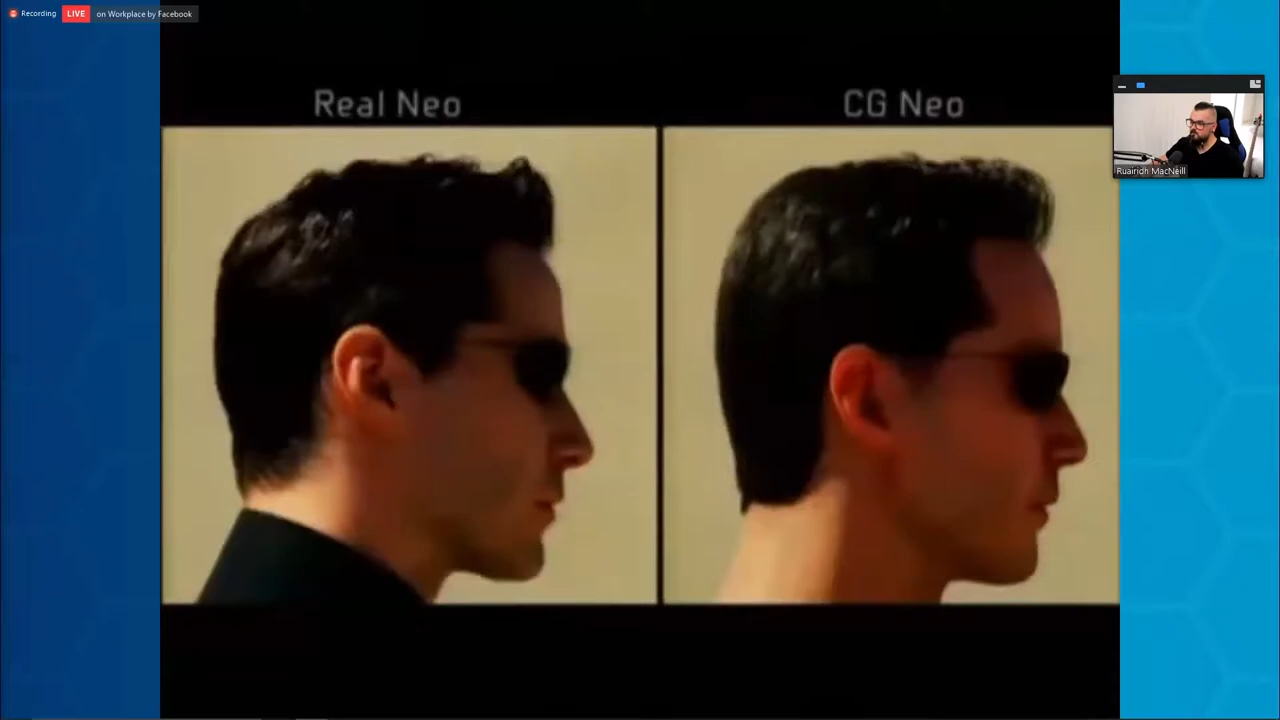 Recording
LIVE
on Workplace by Facebook
Real Neo
CG Neo
Ruairidh MacNeill